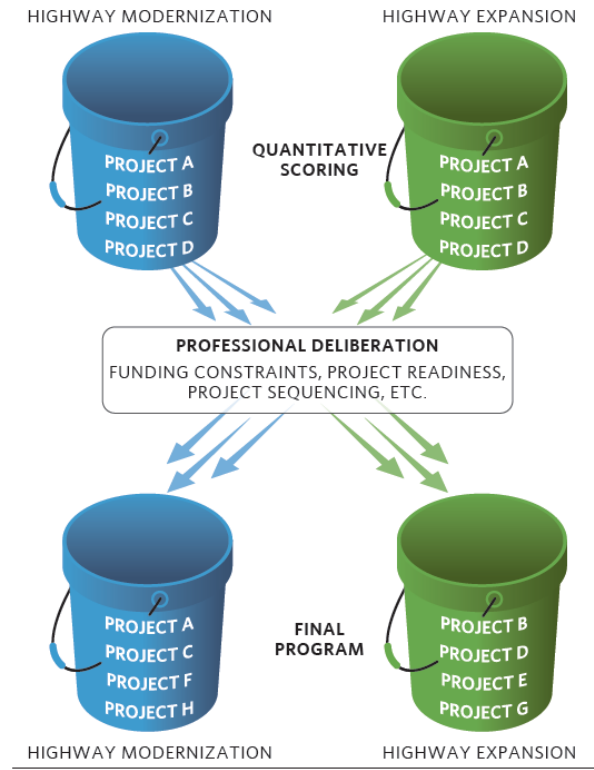 HIGHWAY MODERNIZATION
HIGHWAY EXPANSION
PROJECT A
PROJECT B
PROJECT C
PROJECT D
QUANTITATIVE
SCORING
PROJECT A
PROJECT B
PROJECT C
PROJECT D
PROFESSIONAL DELIBERATION
FUNDING CONSTRAINTS, PROJECT READINESS,
PROJECT SEQUENCING, ETC.
PROJECT A
PROJECT C
PROJECT F
PROJECT H
FINAL
PROGRAM
PROJECT B
PROJECT D
PROJECT E
PROJECT G
HIGHWAY MODERNIZATION
HIGHWAY EXPANSION